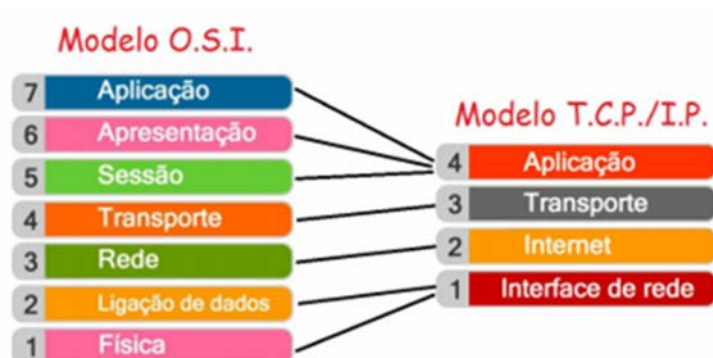 Modelo O.S.I.
7 Aplicação
6 Apresentação
5 Sessão
4 Transporte
3 Rede
2 Ligação de dados
1 Física
Modelo T.C.P./I.P.
4 Aplicação
3 Transporte
2 Internet
1 Interface de rede